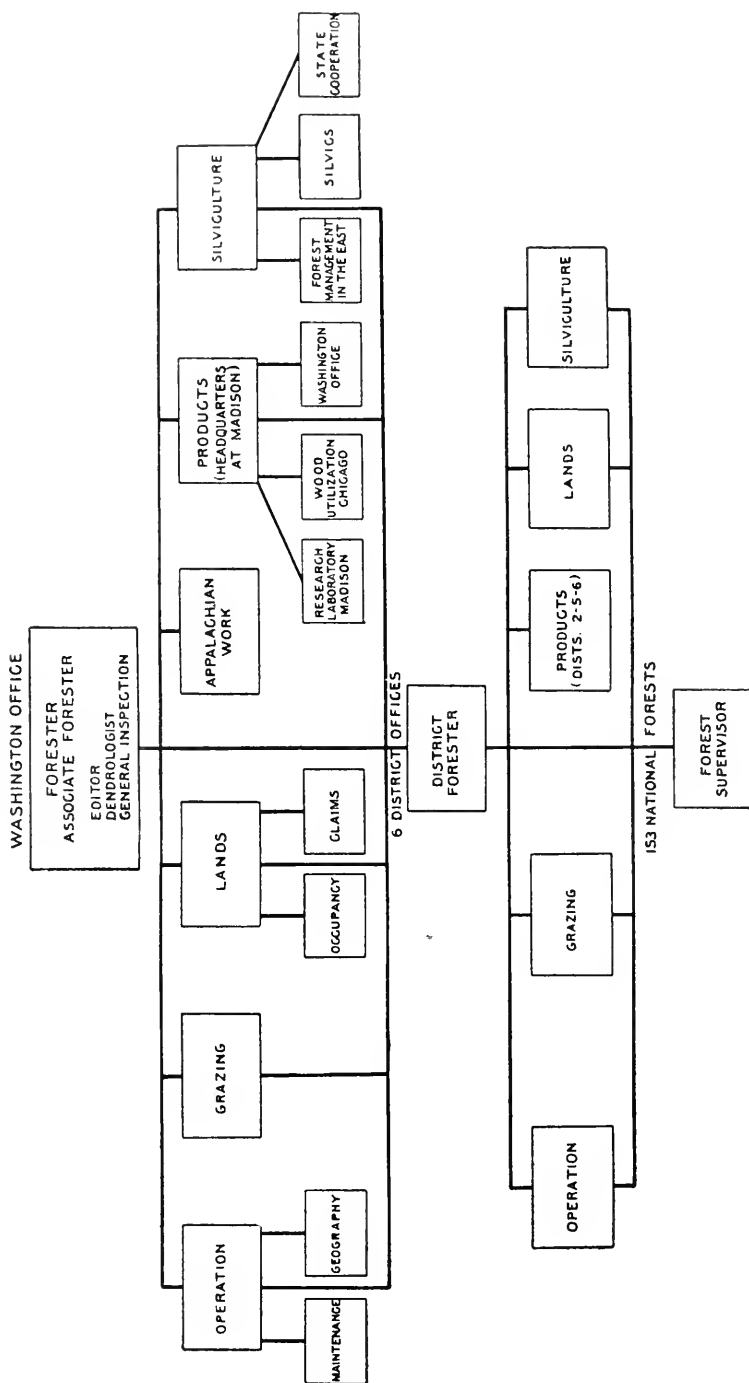 WASHINGTON OFFICE
FORESTER
ASSOCIATE FORESTER
EDITOR
DENDROLOGIST
GENERAL INSPECTION
OPERATION
GRAZING
LANDS
APPALACHIAN
WORK
PRODUCTS
(HEADQUARTERS
AT MADISON)
SILVICULTURE
MAINTENANCE
GEOGRAPHY
OCCUPANCY
CLAIMS
RESEARCH
LABORATORY
MADISON
WOOD
UTILIZATION
CHICAGO
WASHINGTON
OFFICE
FOREST
MANAGEMENT
IN THE EAST
SILVICS
STATE
COOPERATION
6 DISTRICT OFFICES
DISTRICT
FORESTER
OPERATION
GRAZING
PRODUCTS
(DISTS. 2-5-6)
LANDS
SILVICULTURE
153 NATIONAL FORESTS
FOREST
SUPERVISOR